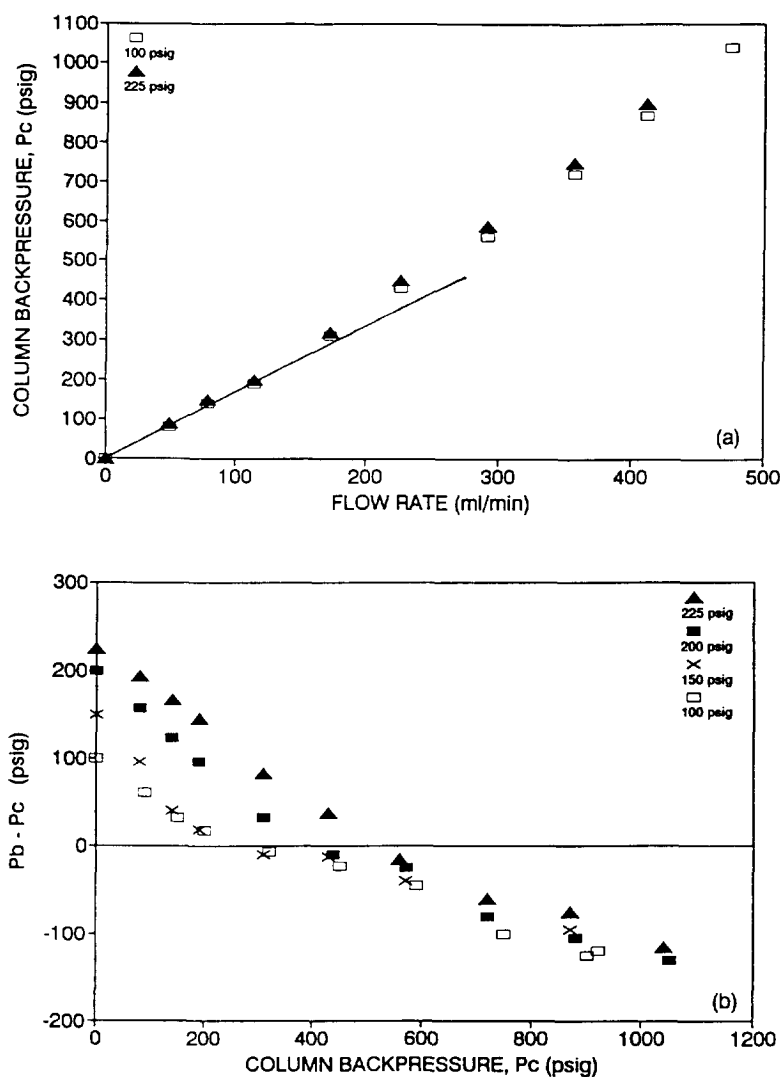 1100
1000
900
800
700
600
500
400
300
200
100
0
COLUMN BACKPRESSURE, Pc (psig)
100 psig
225 psig
(a)
0 100 200 300 400 500
FLOW RATE (ml/min)
300
200
100
0
-100
-200
Pb - Pc (psig)
225 psig
200 psig
150 psig
100 psig
(b)
0 200 400 600 800 1000 1200
COLUMN BACKPRESSURE, Pc (psig)